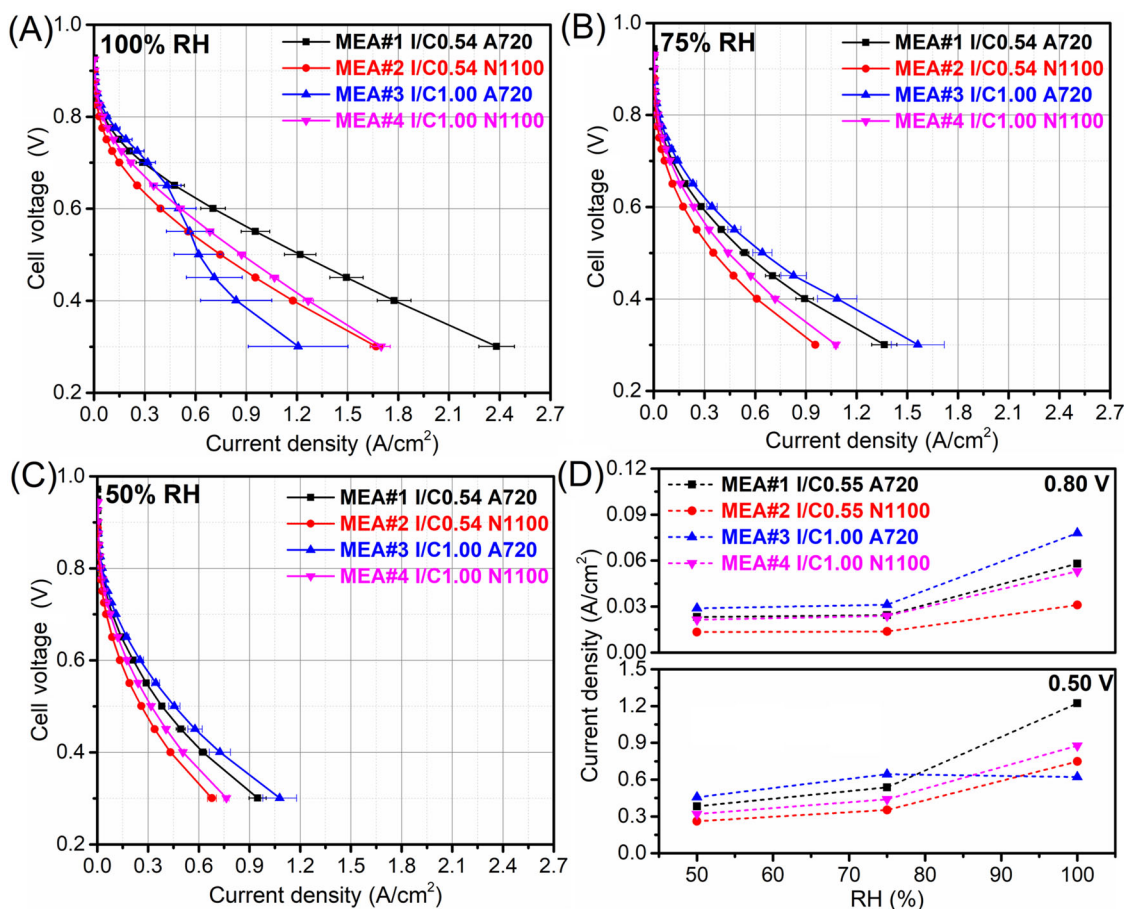 (A)
100% RH
MEA#1 I/C0.54 A720
MEA#2 I/C0.54 N1100
MEA#3 I/C1.00 A720
MEA#4 I/C1.00 N1100
Cell voltage (V)
1.0
0.8
0.6
0.4
0.2
0.0 0.3 0.6 0.9 1.2 1.5 1.8 2.1 2.4 2.7
Current density (A/cm²)
(B)
75% RH
MEA#1 I/C0.54 A720
MEA#2 I/C0.54 N1100
MEA#3 I/C1.00 A720
MEA#4 I/C1.00 N1100
Cell voltage (V)
1.0
0.8
0.6
0.4
0.2
0.0 0.3 0.6 0.9 1.2 1.5 1.8 2.1 2.4 2.7
Current density (A/cm²)
(C)
50% RH
MEA#1 I/C0.54 A720
MEA#2 I/C0.54 N1100
MEA#3 I/C1.00 A720
MEA#4 I/C1.00 N1100
Cell voltage (V)
1.0
0.8
0.6
0.4
0.2
0.0 0.3 0.6 0.9 1.2 1.5 1.8 2.1 2.4 2.7
Current density (A/cm²)
(D)
0.80 V
MEA#1 I/C0.55 A720
MEA#2 I/C0.55 N1100
MEA#3 I/C1.00 A720
MEA#4 I/C1.00 N1100
Current density (A/cm²)
0.12
0.09
0.06
0.03
0.00
0.50 V
1.5
1.2
0.9
0.6
0.3
0.0
50 60 70 80 90 100
RH (%)